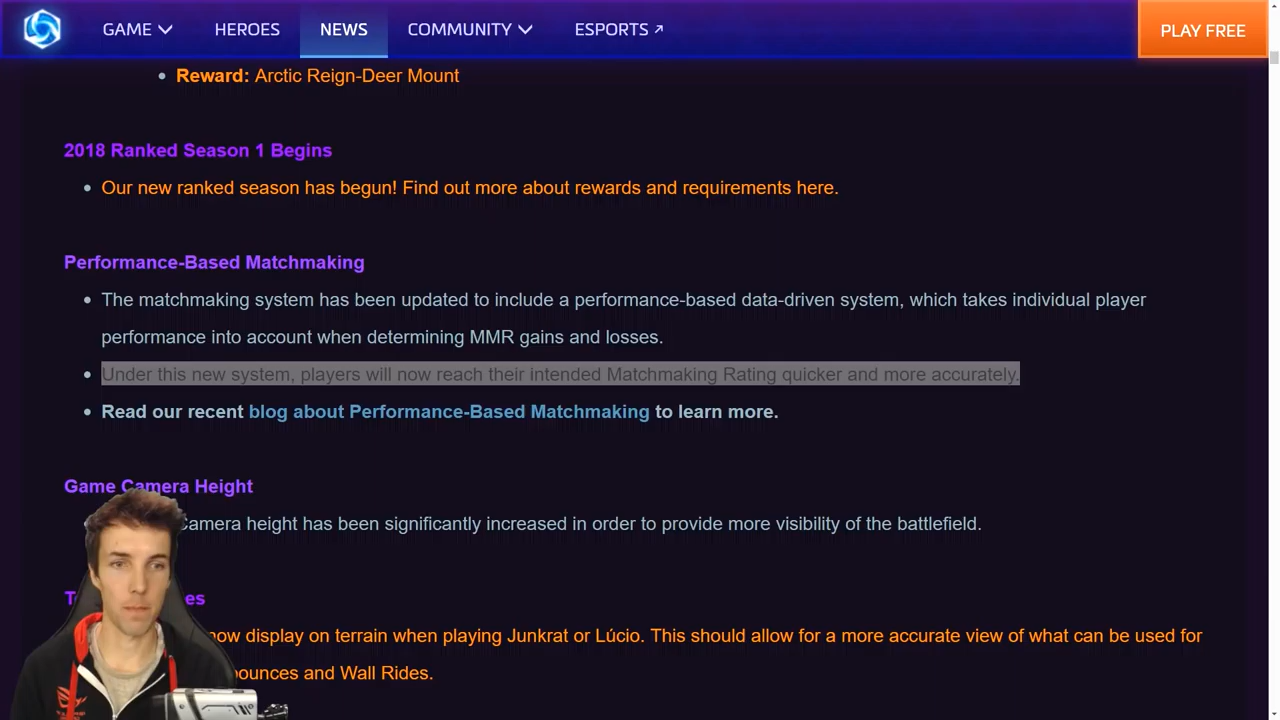 GAME
HEROES
NEWS
COMMUNITY
ESPORTS
PLAY FREE
Reward: Arctic Reign-Deer Mount
2018 Ranked Season 1 Begins
Our new ranked season has begun! Find out more about rewards and requirements here.
Performance-Based Matchmaking
The matchmaking system has been updated to include a performance-based data-driven system, which takes individual player
performance into account when determining MMR gains and losses.
Under this new system, players will now reach their intended Matchmaking Rating quicker and more accurately.
Read our recent blog about Performance-Based Matchmaking to learn more.
Game Camera Height
Camera height has been significantly increased in order to provide more visibility of the battlefield.
now display on terrain when playing Junkrat or Lúcio. This should allow for a more accurate view of what can be used for
bounces and Wall Rides.